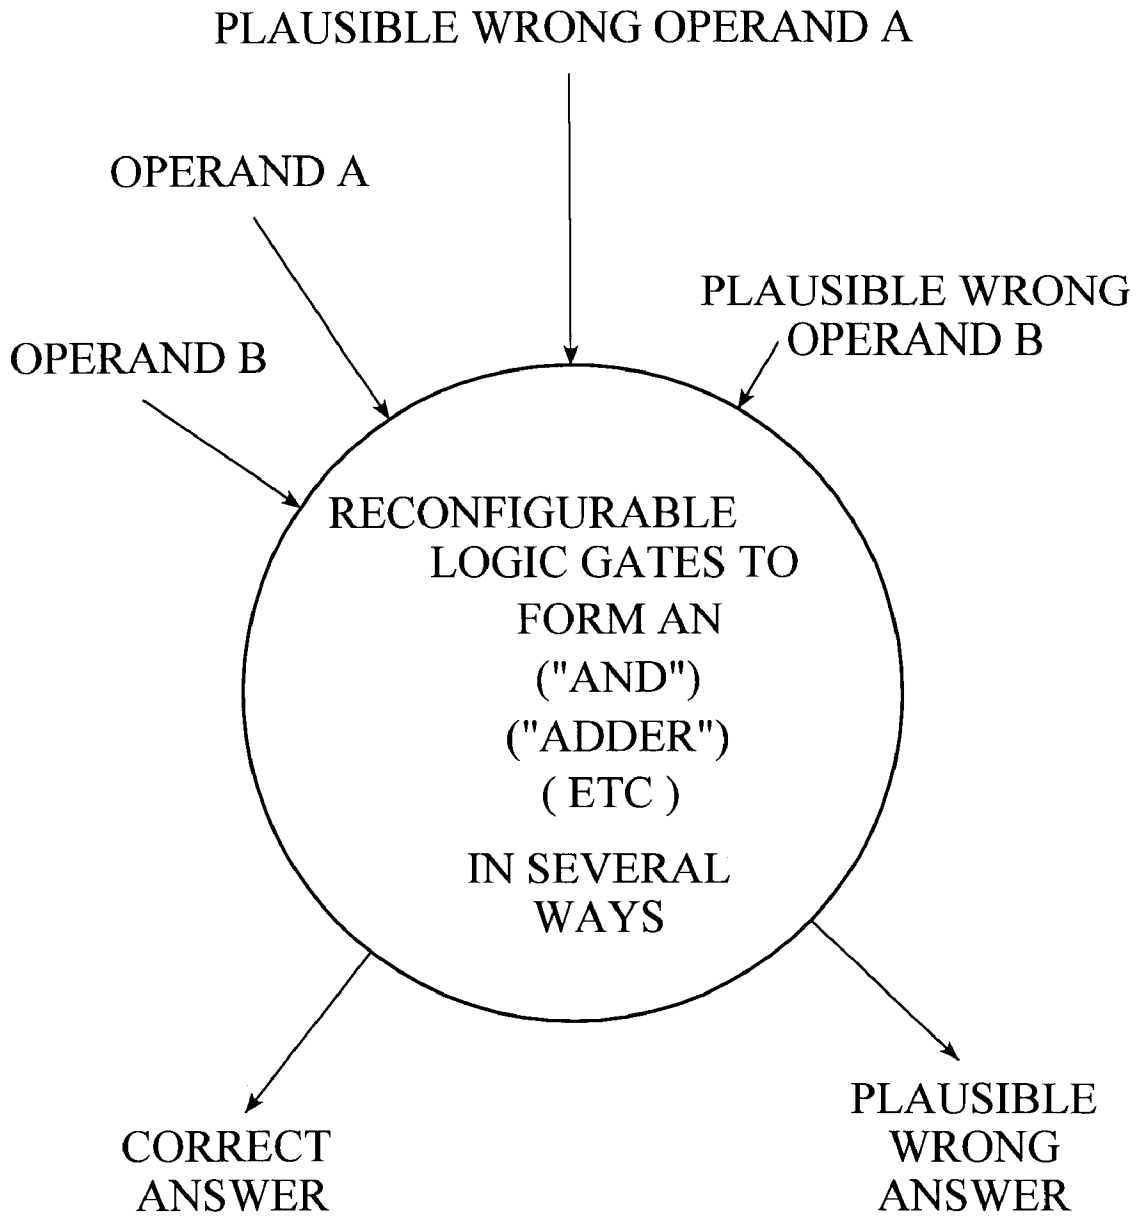 PLAUSIBLE WRONG OPERAND A
OPERAND A
PLAUSIBLE WRONG
OPERAND B
OPERAND B
RECONFIGURABLE
LOGIC GATES TO
FORM AN
("AND")
("ADDER")
( ETC )
IN SEVERAL
WAYS
CORRECT
ANSWER
PLAUSIBLE
WRONG
ANSWER